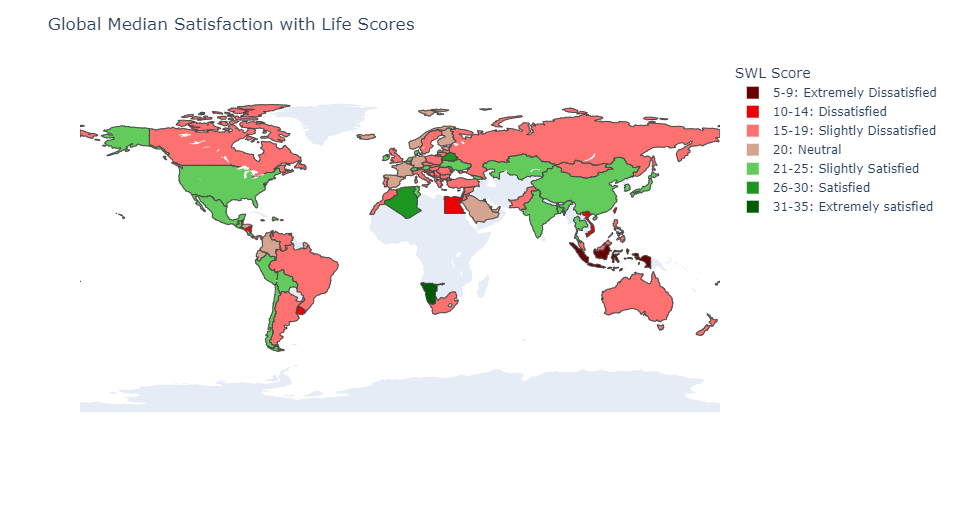 Global Median Satisfaction with Life Scores
SWL Score
5-9: Extremely Dissatisfied
10-14: Dissatisfied
15-19: Slightly Dissatisfied
20: Neutral
21-25: Slightly Satisfied
26-30: Satisfied
31-35: Extremely satisfied